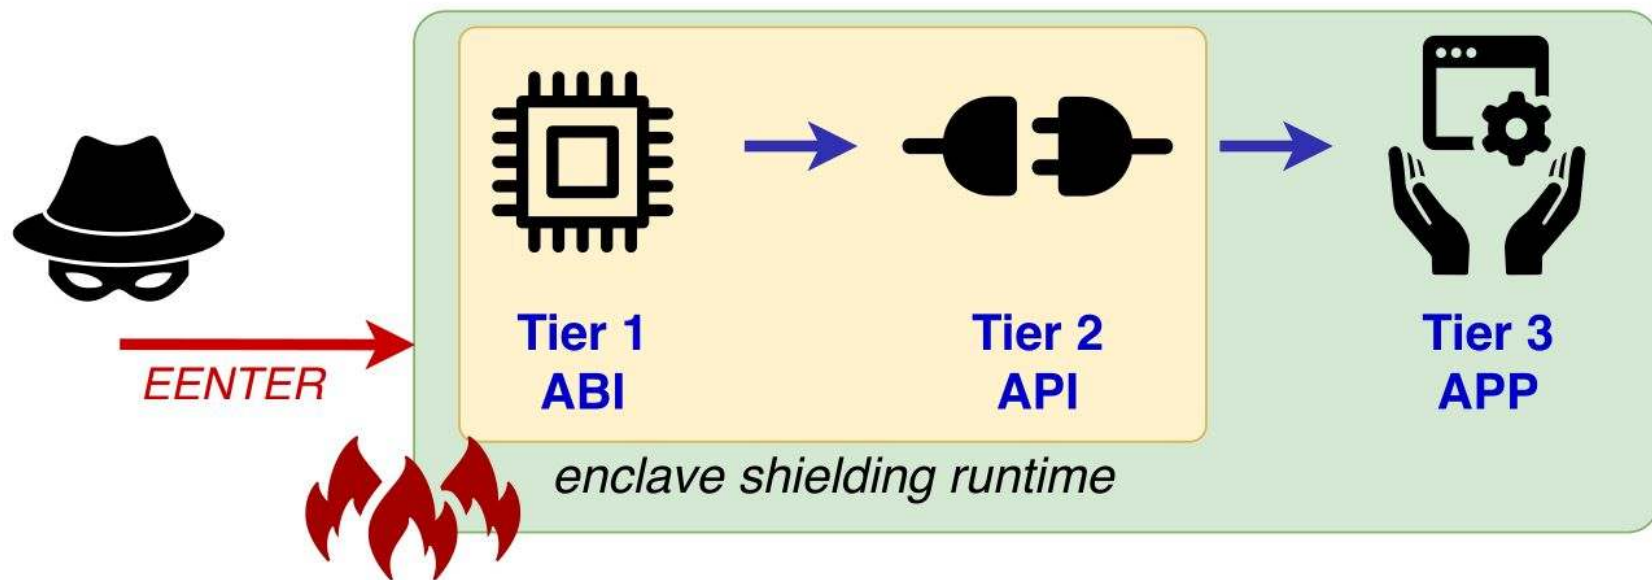 EENTER
Tier 1
ABI
Tier 2
API
Tier 3
APP
enclave shielding runtime